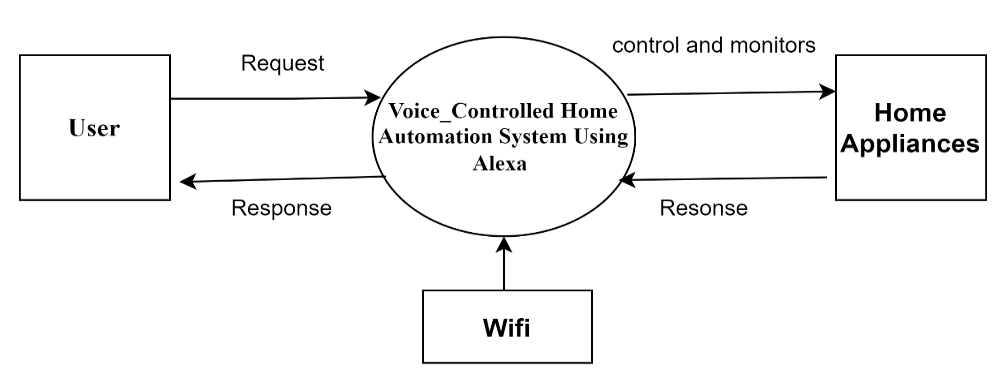 Request
control and monitors
User
Voice_Controlled Home
Automation System Using
Alexa
Home
Appliances
Response
Resonse
Wifi